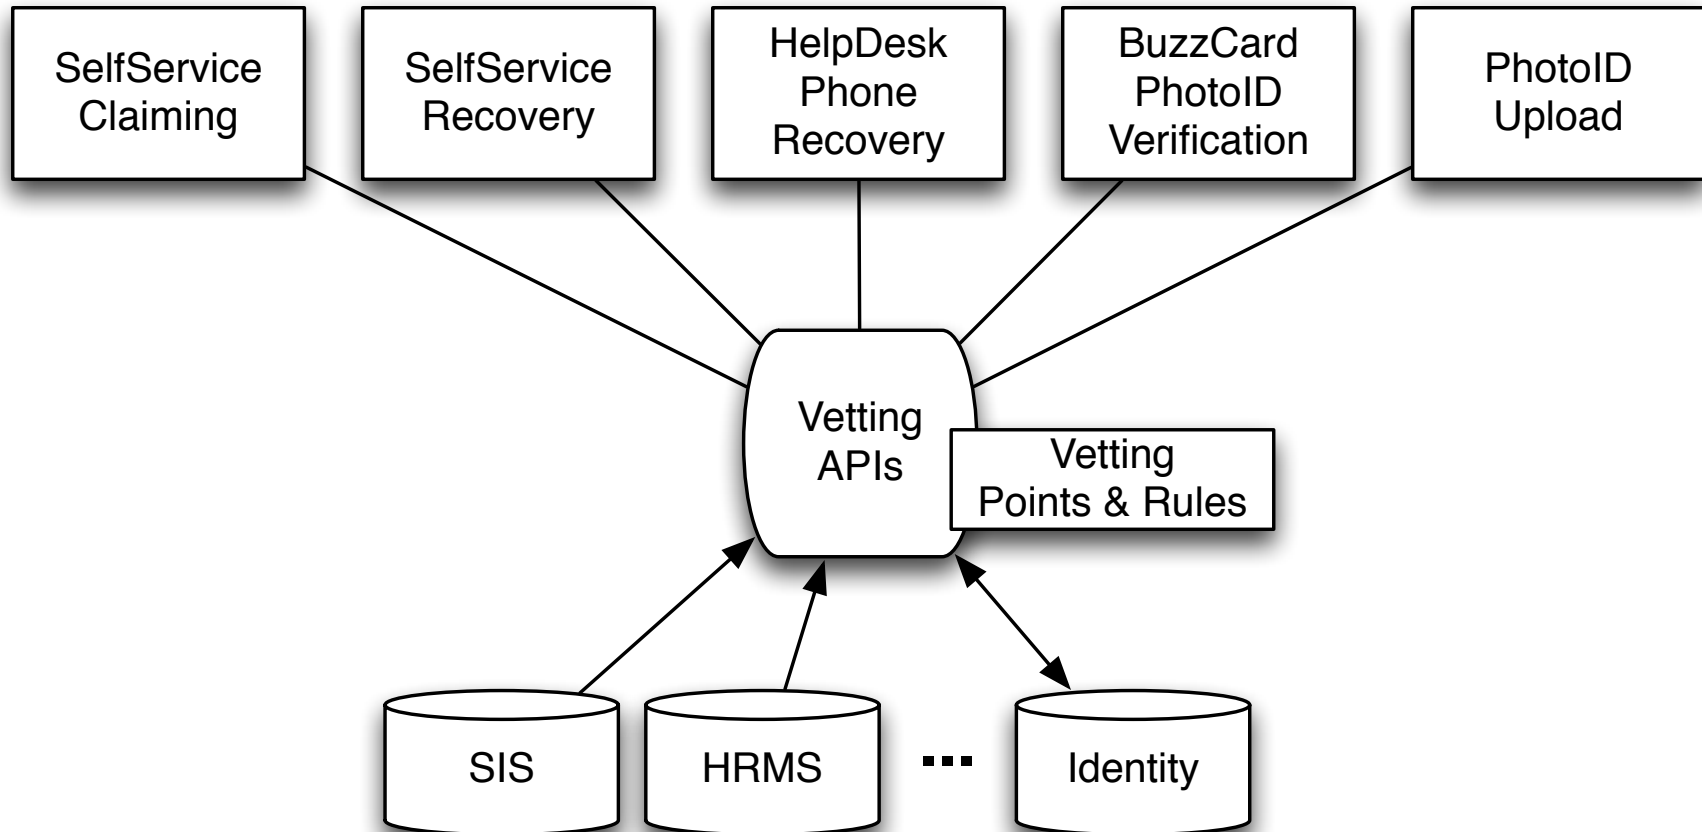 SelfService
Claiming
SelfService
Recovery
HelpDesk
Phone
Recovery
BuzzCard
PhotoID
Verification
PhotoID
Upload
Vetting
APIs
Vetting
Points & Rules
SIS
HRMS
...
Identity